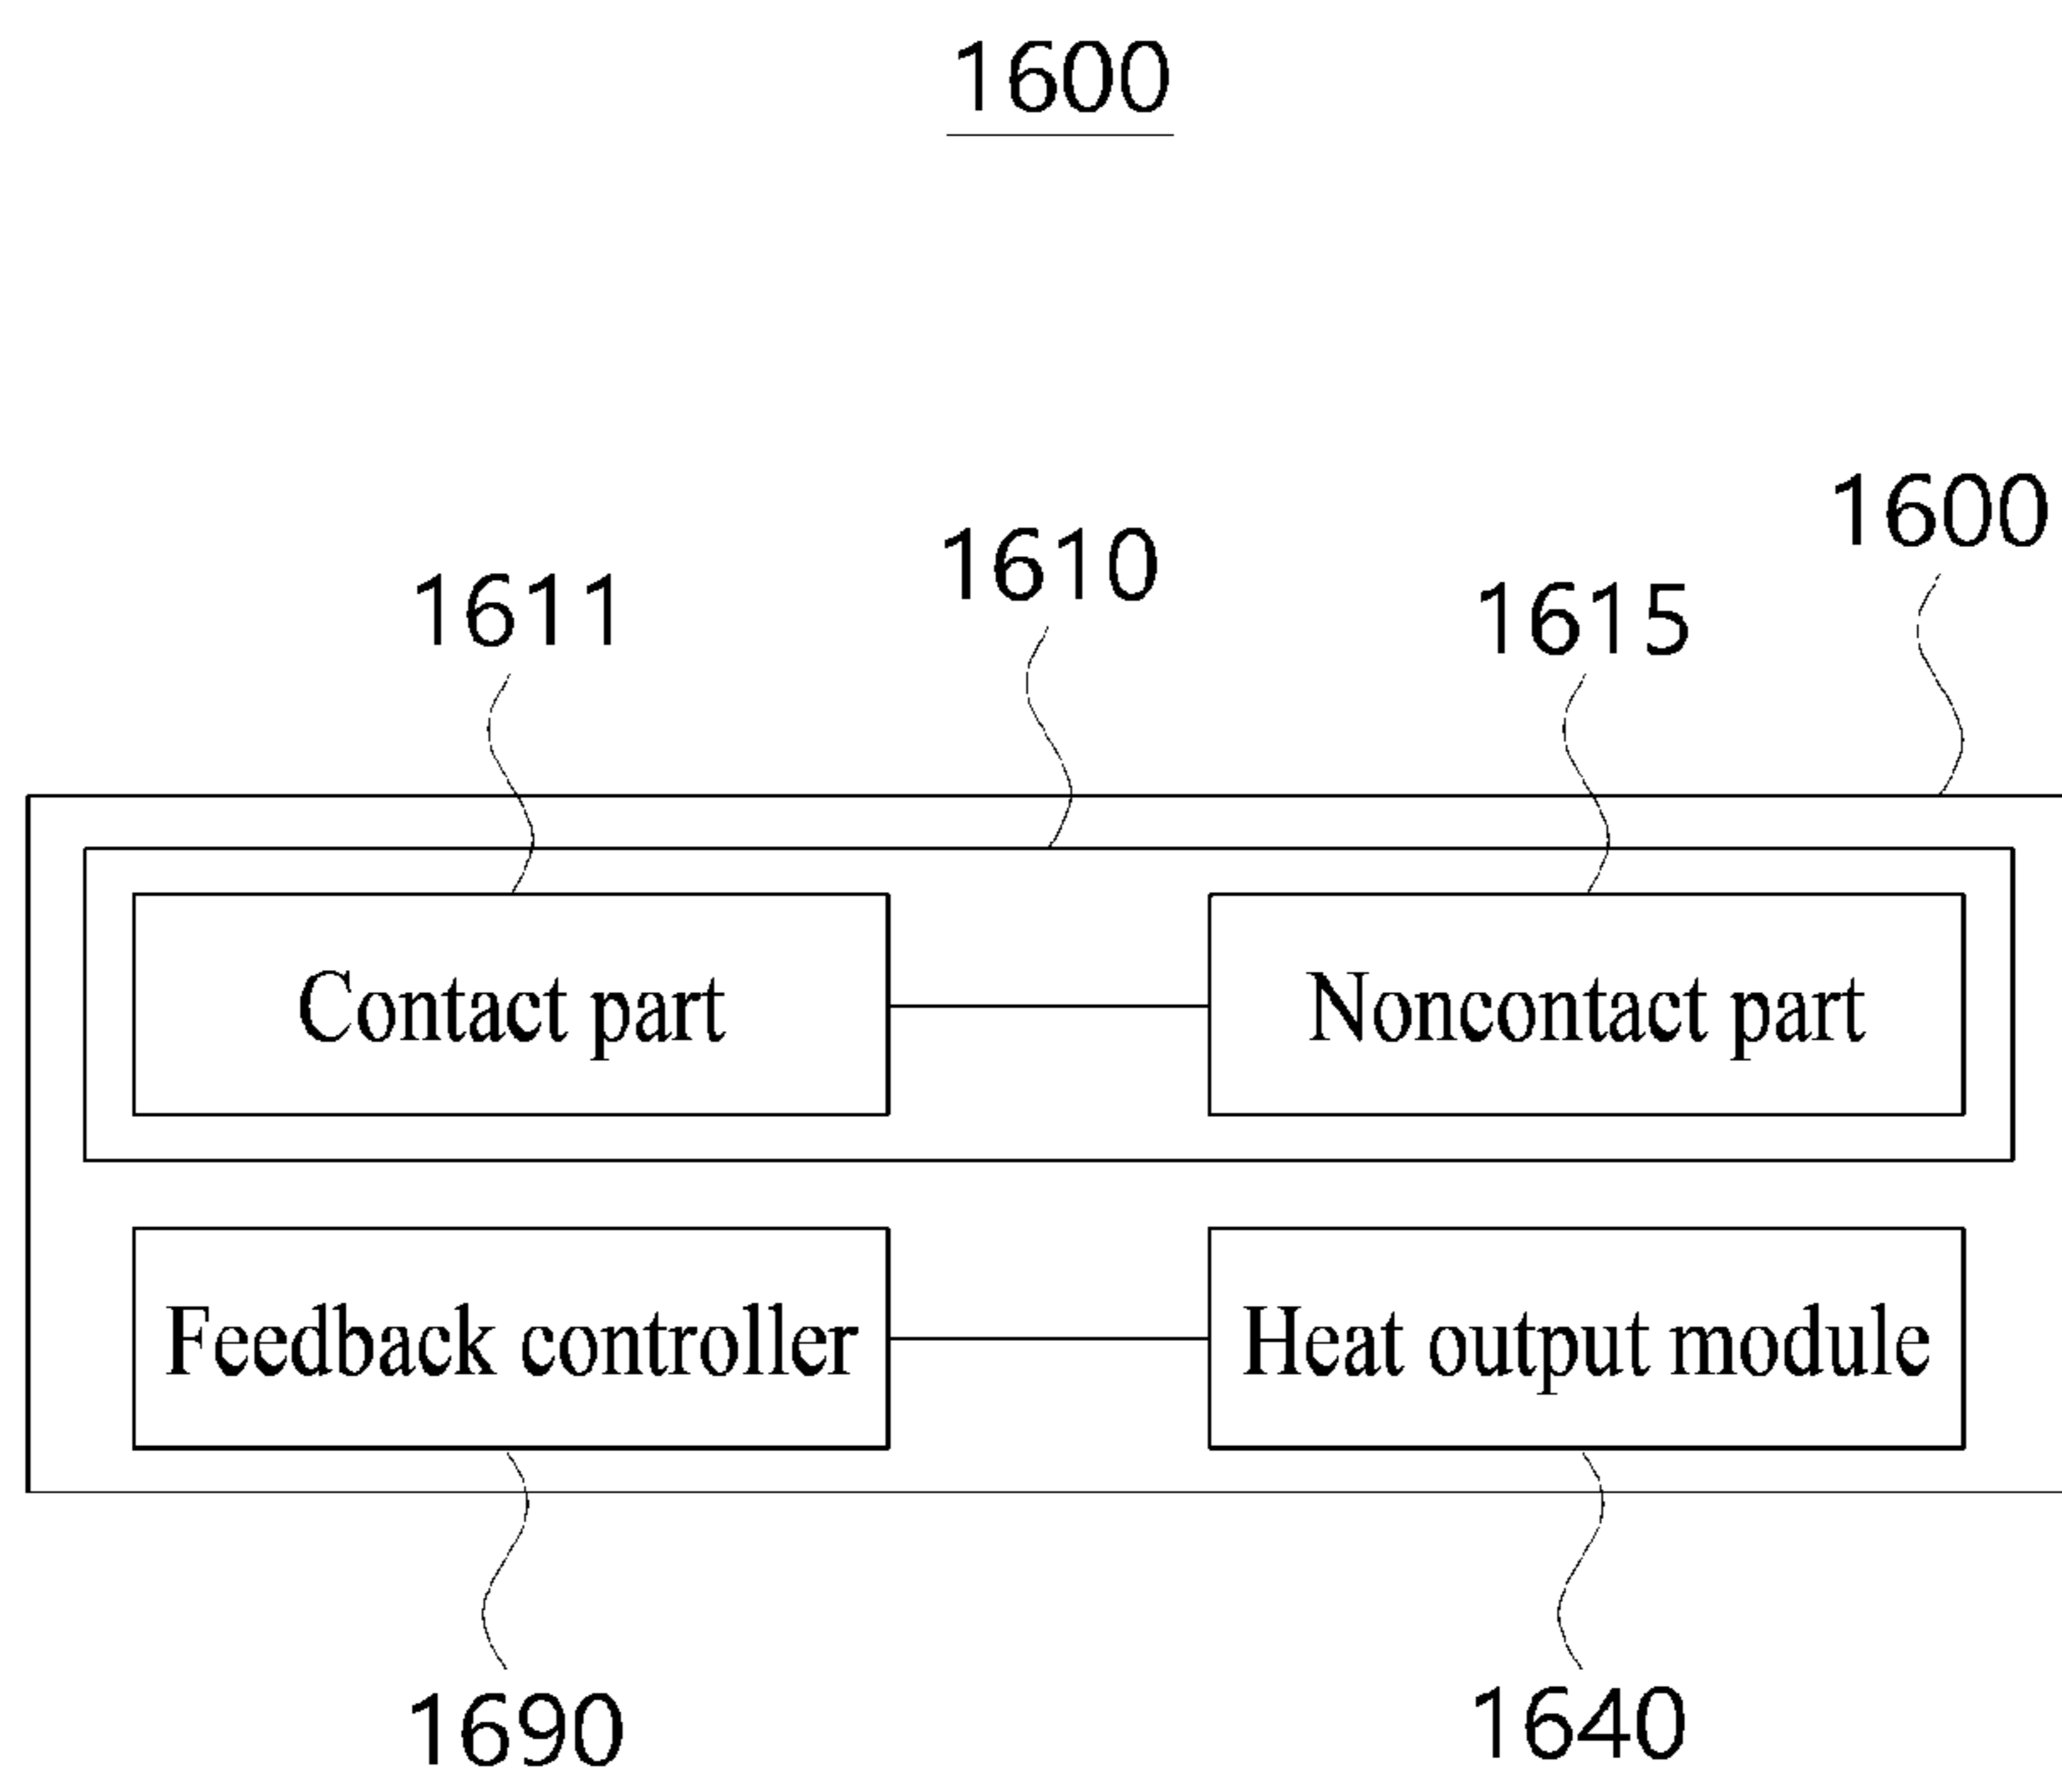 1600
1600
1610
1611
1615
Contact part
Noncontact part
Feedback controller
Heat output module
1690
1640